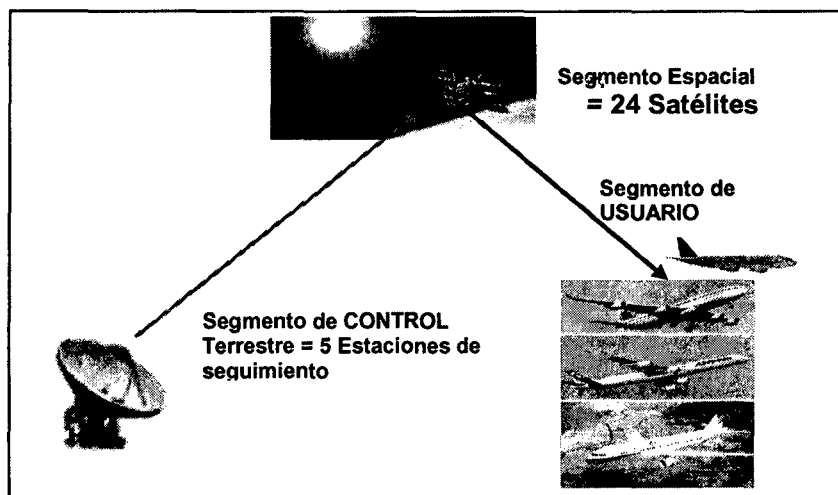 Segmento Espacial
= 24 Satélites
Segmento de
USUARIO
Segmento de CONTROL
Terrestre = 5 Estaciones de
seguimiento